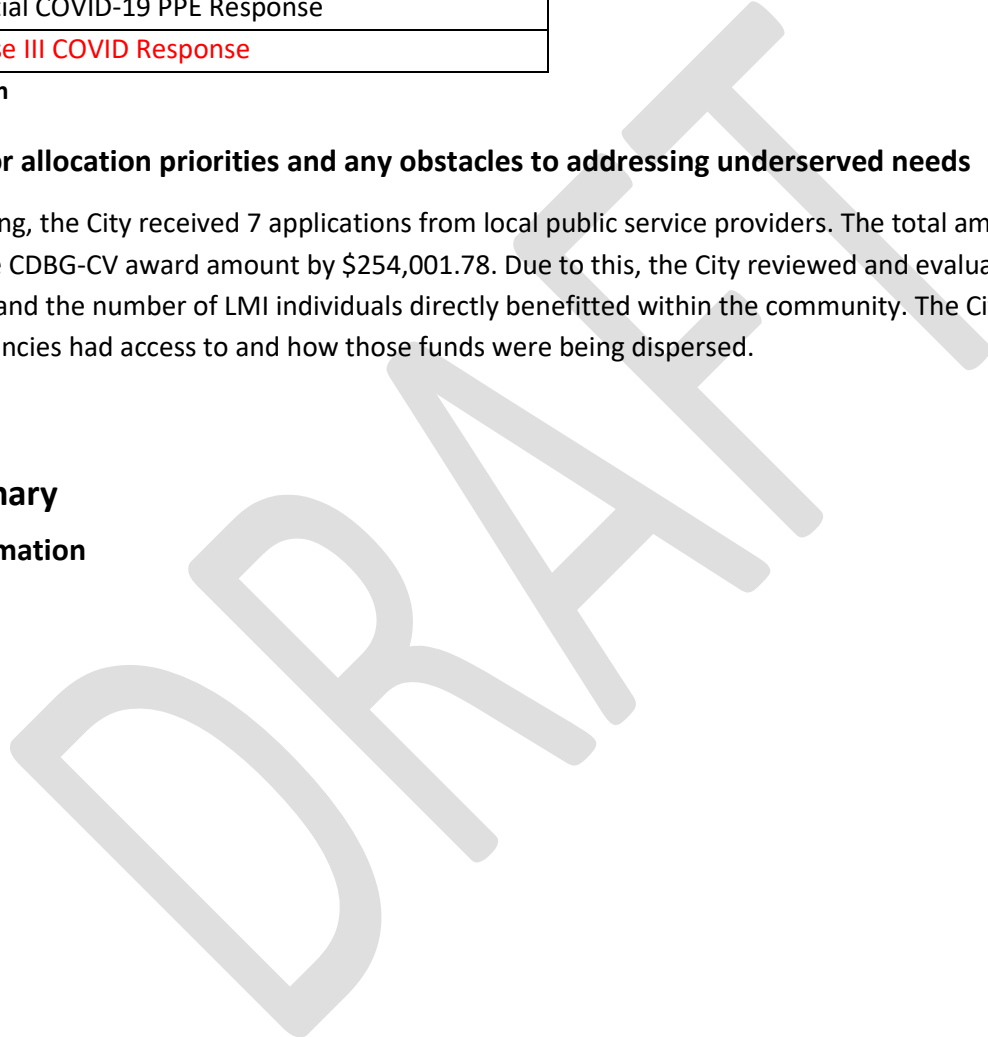 tial COVID-19 PPE Response
se III COVID Response
n
or allocation priorities and any obstacles to addressing underserved needs
ng, the City received 7 applications from local public service providers. The total am
e CDBG-CV award amount by $254,001.78. Due to this, the City reviewed and evalua
and the number of LMI individuals directly benefitted within the community. The Ci
ncies had access to and how those funds were being dispersed.
mary
mation
DRAFT